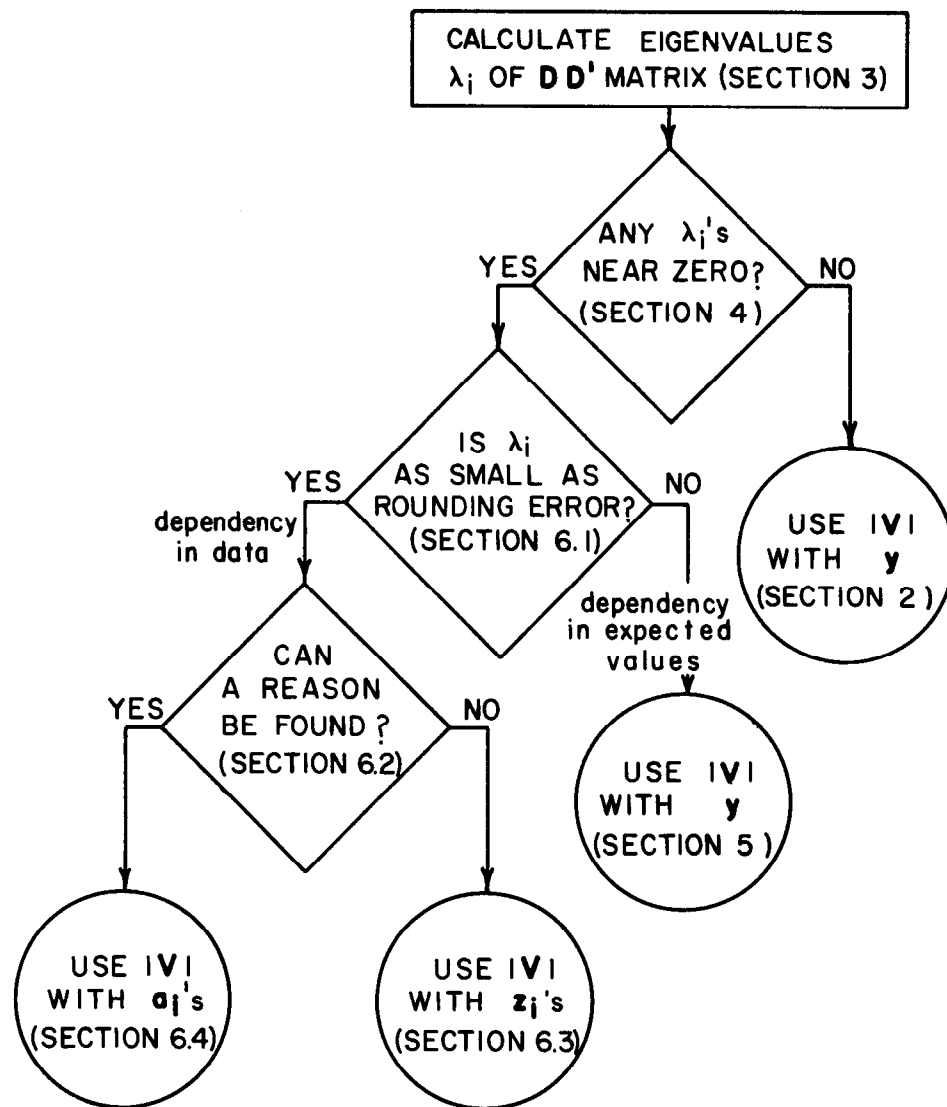 CALCULATE EIGENVALUES
λi OF DD' MATRIX (SECTION 3)
ANY λi's
NEAR ZERO?
(SECTION 4)
YES
NO
IS λi
AS SMALL AS
ROUNDING ERROR?
(SECTION 6.1)
YES
NO
dependency
in data
USE |V|
WITH y
(SECTION 2)
dependency
in expected
values
CAN
A REASON
BE FOUND?
(SECTION 6.2)
YES
NO
USE |V|
WITH y
(SECTION 5)
USE |V|
WITH ai's
(SECTION 6.4)
USE |V|
WITH zi's
(SECTION 6.3)